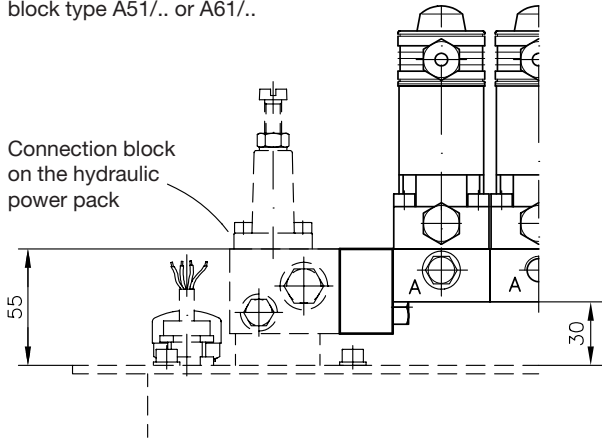 block type A51/.. or A61/..
Connection block
on the hydraulic
power pack
55
A
A
30